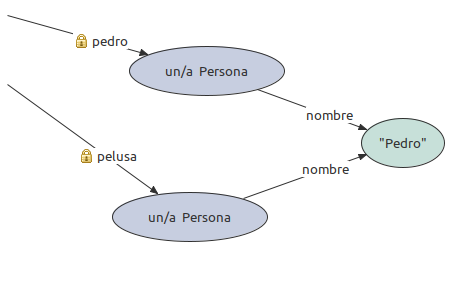 pedro
un/a Persona
nombre
"Pedro"
pelusa
nombre
un/a Persona